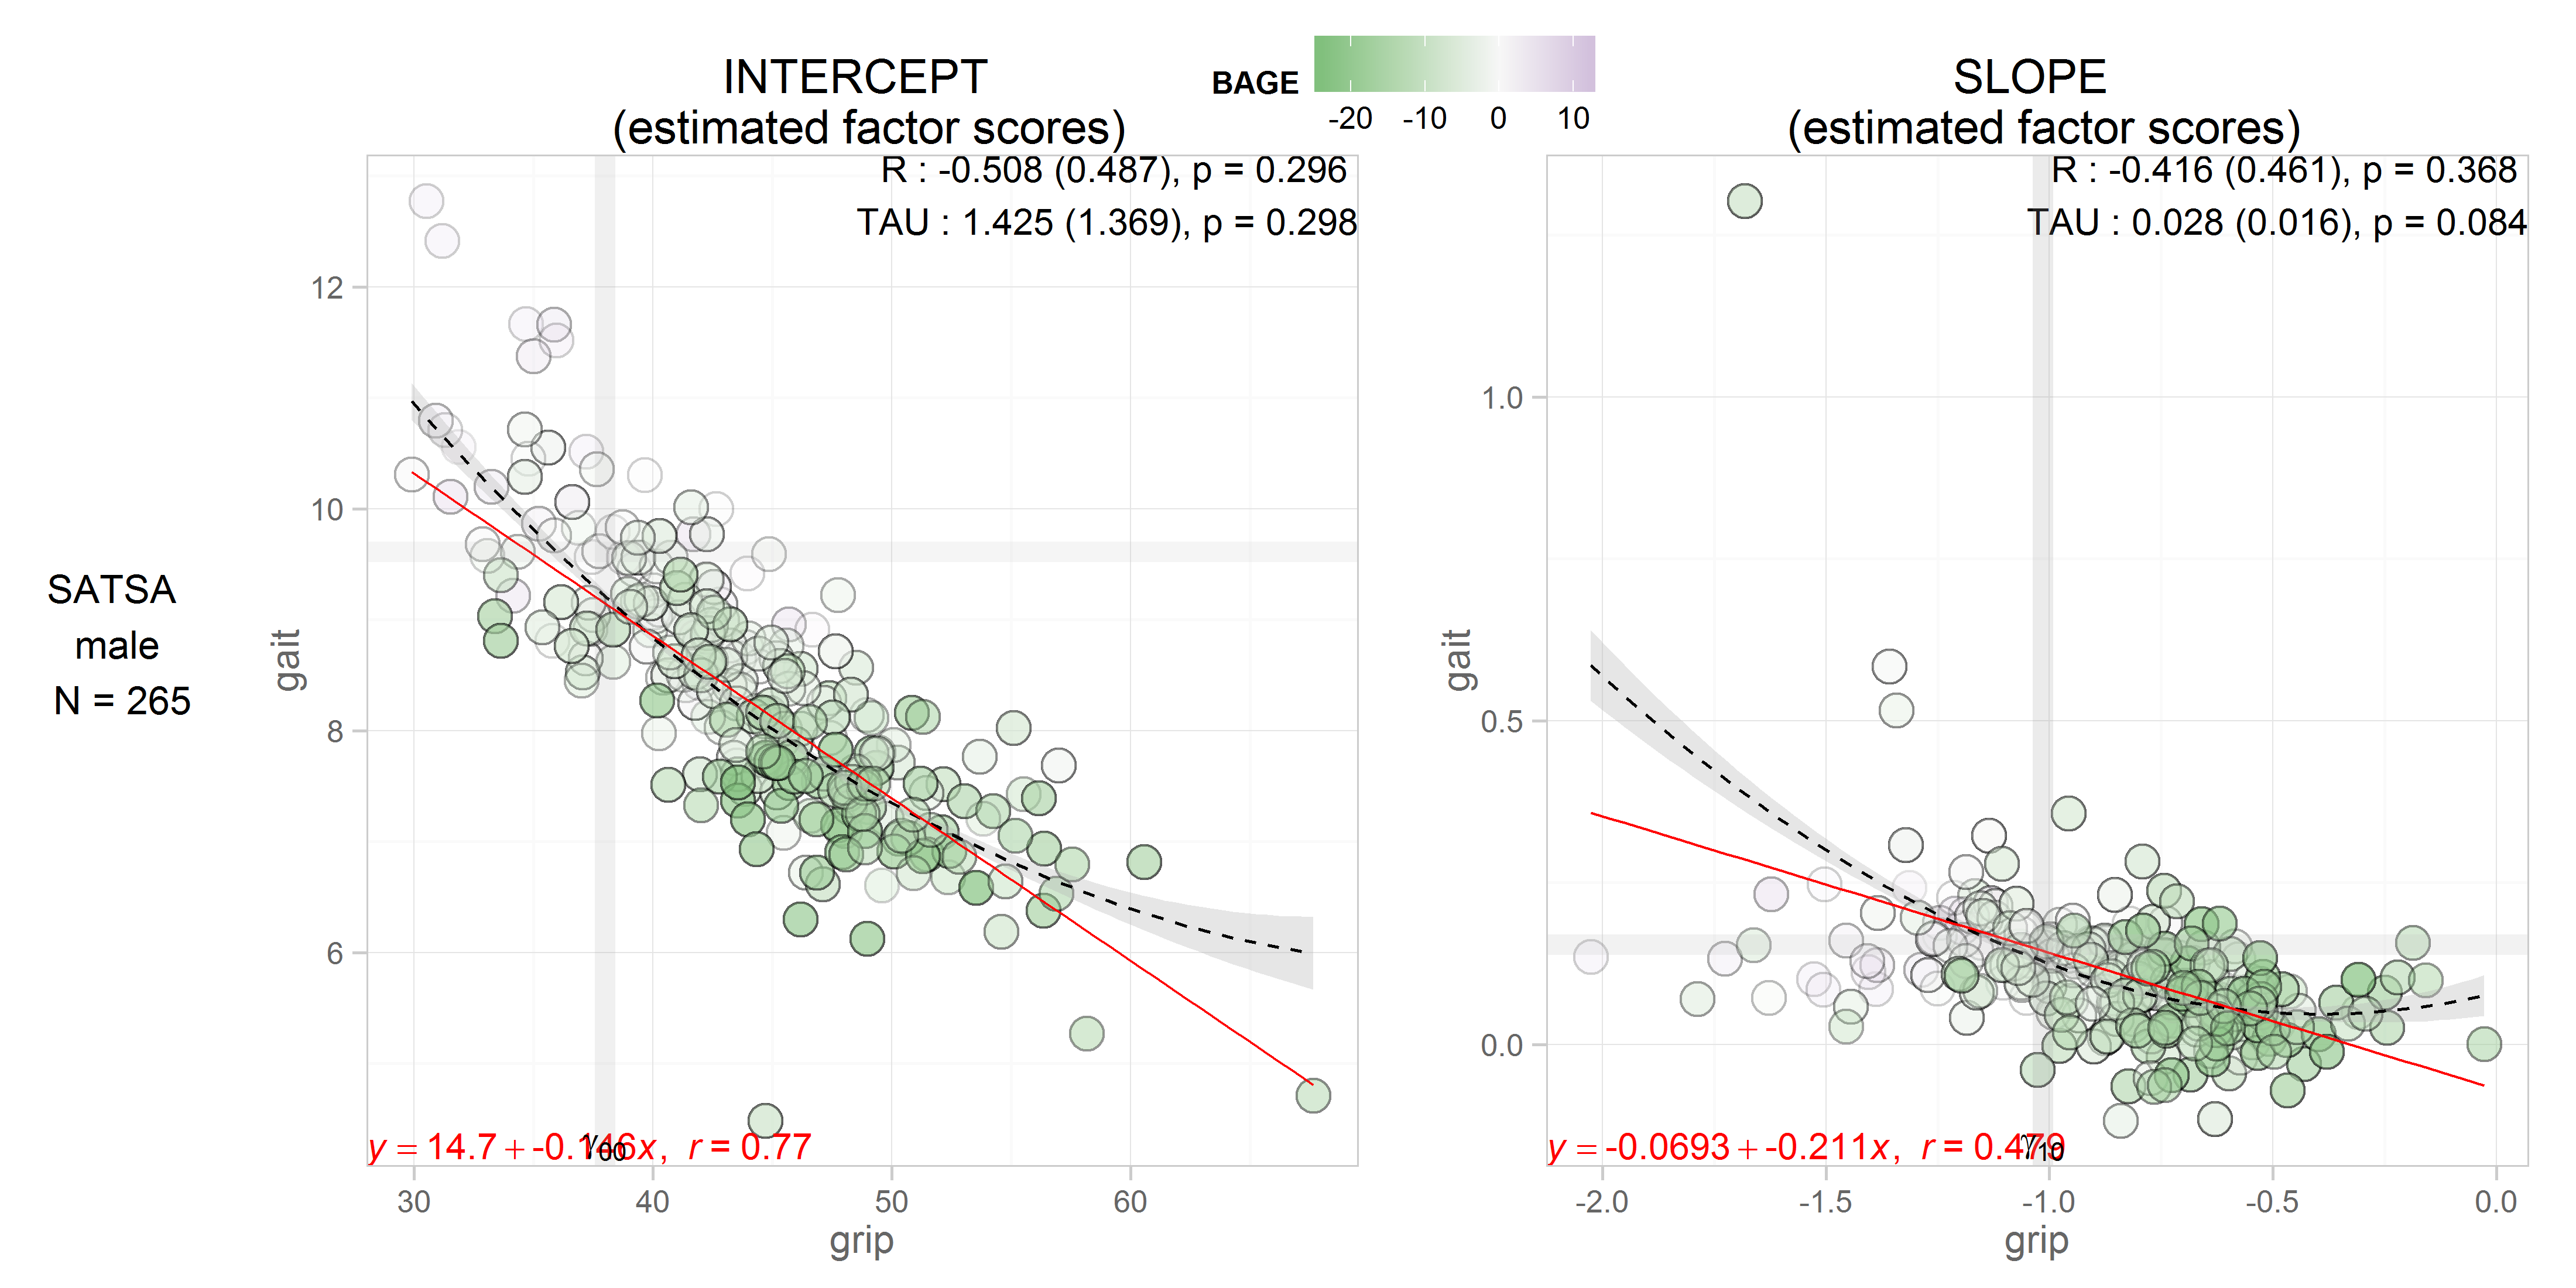 BAGE
-20 -10 0 10
INTERCEPT
(estimated factor scores)
SLOPE
(estimated factor scores)
SATSA
male
N = 265
R : -0.508 (0.487), p = 0.296
TAU : 1.425 (1.369), p = 0.298
gait
12
10
8
6
y = 14.7 + -0.146x, r = 0.77
γ00
30 40 50 60
grip
R : -0.416 (0.461), p = 0.368
TAU : 0.028 (0.016), p = 0.084
gait
1.0
0.5
0.0
y = -0.0693 + -0.211x, r = 0.479
γ10
-2.0 -1.5 -1.0 -0.5 0.0
grip